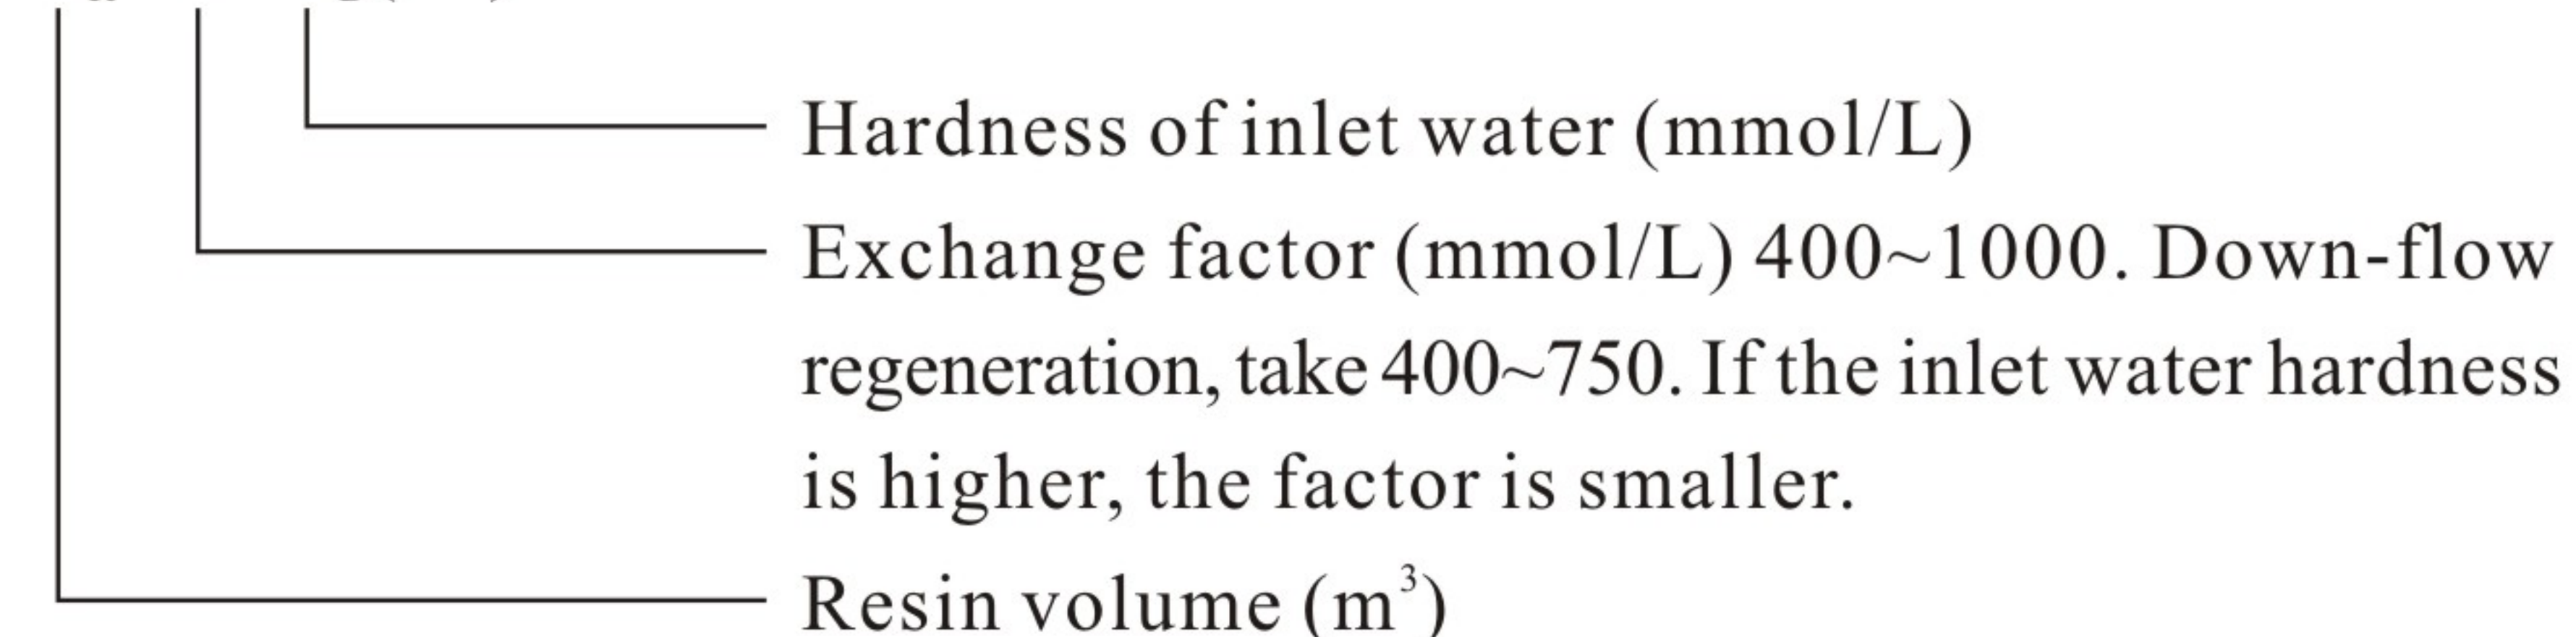 Hardness of inlet water (mmol/L)
Exchange factor (mmol/L) 400~1000. Down-flow
regeneration, take 400~750. If the inlet water hardness
is higher, the factor is smaller.
Resin volume (m³)